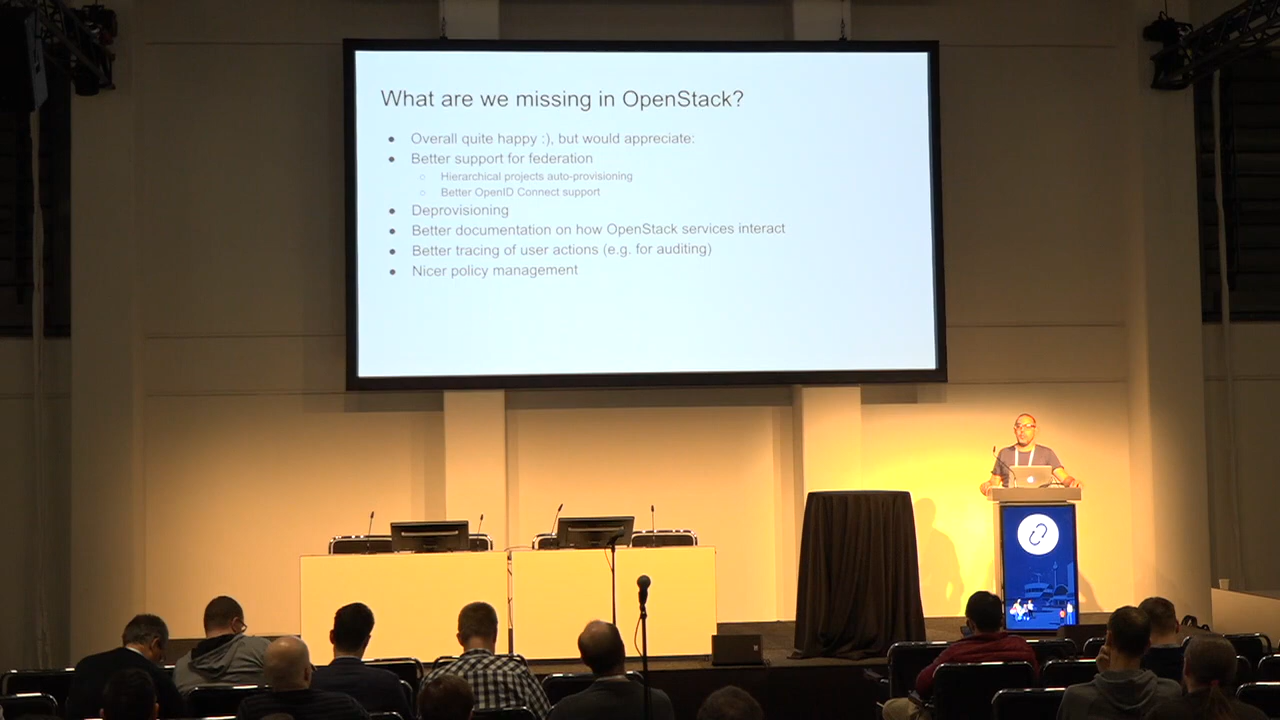 What are we missing in OpenStack?
● Overall quite happy :), but would appreciate:
● Better support for federation
○ Hierarchical projects auto-provisioning
○ Better OpenID Connect support
● Deprovisioning
● Better documentation on how OpenStack services interact
● Better tracing of user actions (e.g. for auditing)
● Nicer policy management